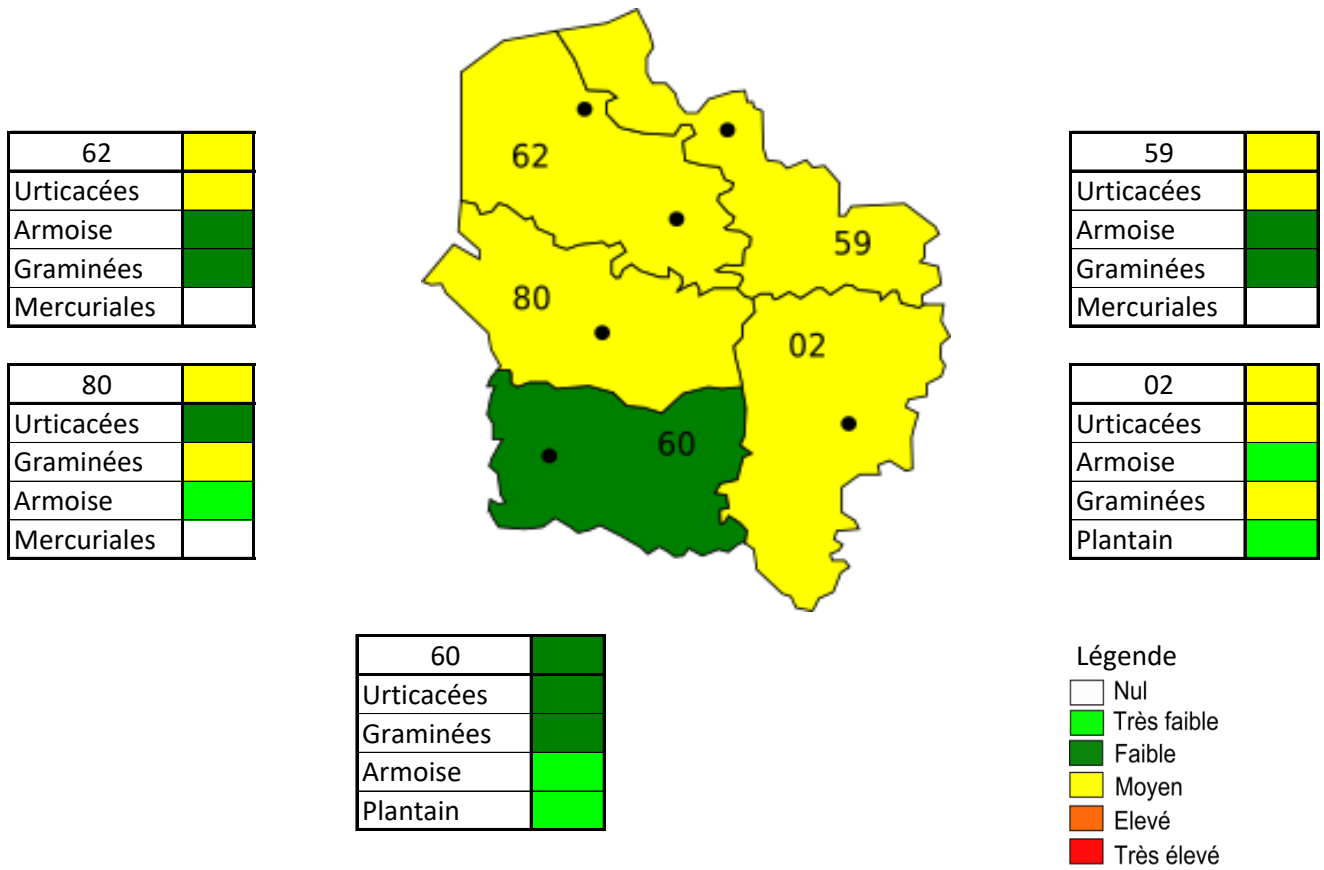 62
Urticacées
Armoise
Graminées
Mercuriales
80
Urticacées
Graminées
Armoise
Mercuriales
62
59
80
02
60
59
Urticacées
Armoise
Graminées
Mercuriales
02
Urticacées
Armoise
Graminées
Plantain
60
Urticacées
Graminées
Armoise
Plantain
Légende
Nul
Très faible
Faible
Moyen
Elevé
Très élevé